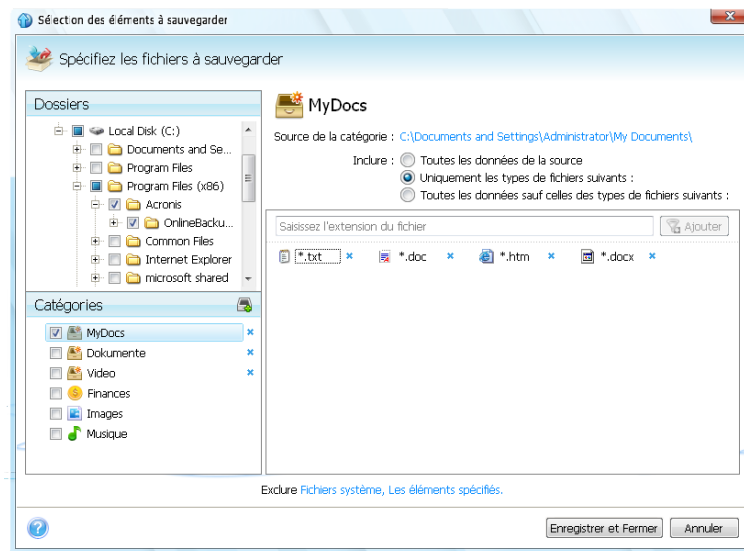 Sélection des éléments à sauvegarder
Spécifiez les fichiers à sauvegarder
Dossiers
Local Disk (C:)
Documents and Se...
Program Files
Program Files (x86)
Acronis
OnlineBacku...
Common Files
Internet Explorer
microsoft shared
Catégories
MyDocs
Dokumente
Video
Finances
Images
Musique
MyDocs
Source de la catégorie : C:\Documents and Settings\Administrator\My Documents\
Inclure : Toutes les données de la source
Uniquement les types de fichiers suivants :
Toutes les données sauf celles des types de fichiers suivants :
Saisissez l'extension du fichier Ajouter
*.txt *.doc *.htm *.docx
Exclure Fichiers système, Les éléments spécifiés.
Enregistrer et Fermer Annuler